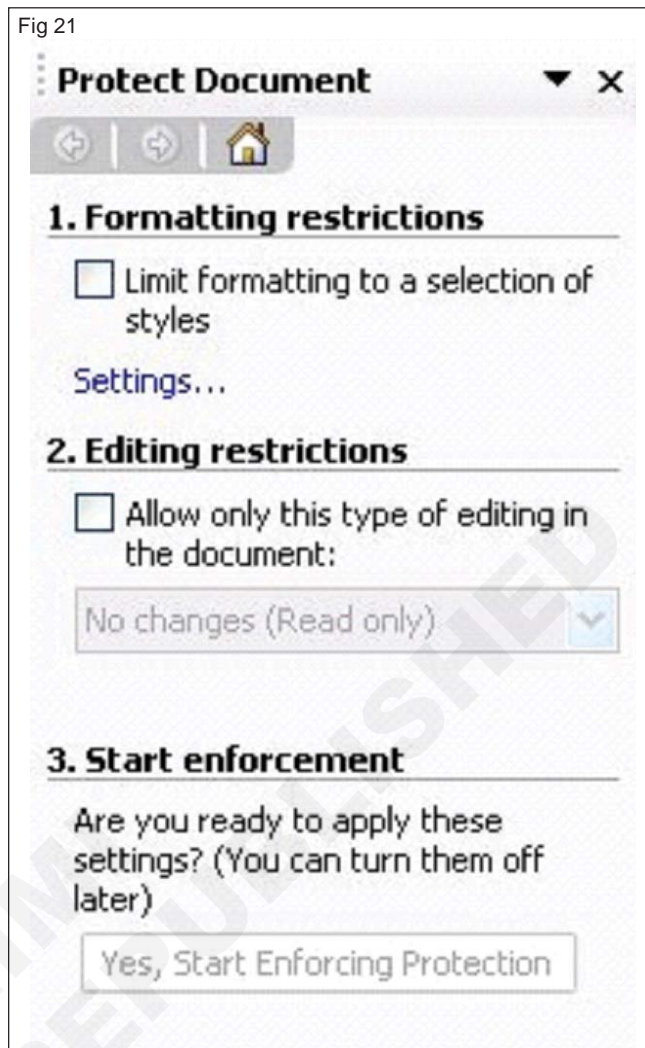 Fig 21
Protect Document
1. Formatting restrictions
Limit formatting to a selection of
styles
Settings...
2. Editing restrictions
Allow only this type of editing in
the document:
No changes (Read only)
3. Start enforcement
Are you ready to apply these
settings? (You can turn them off
later)
Yes, Start Enforcing Protection